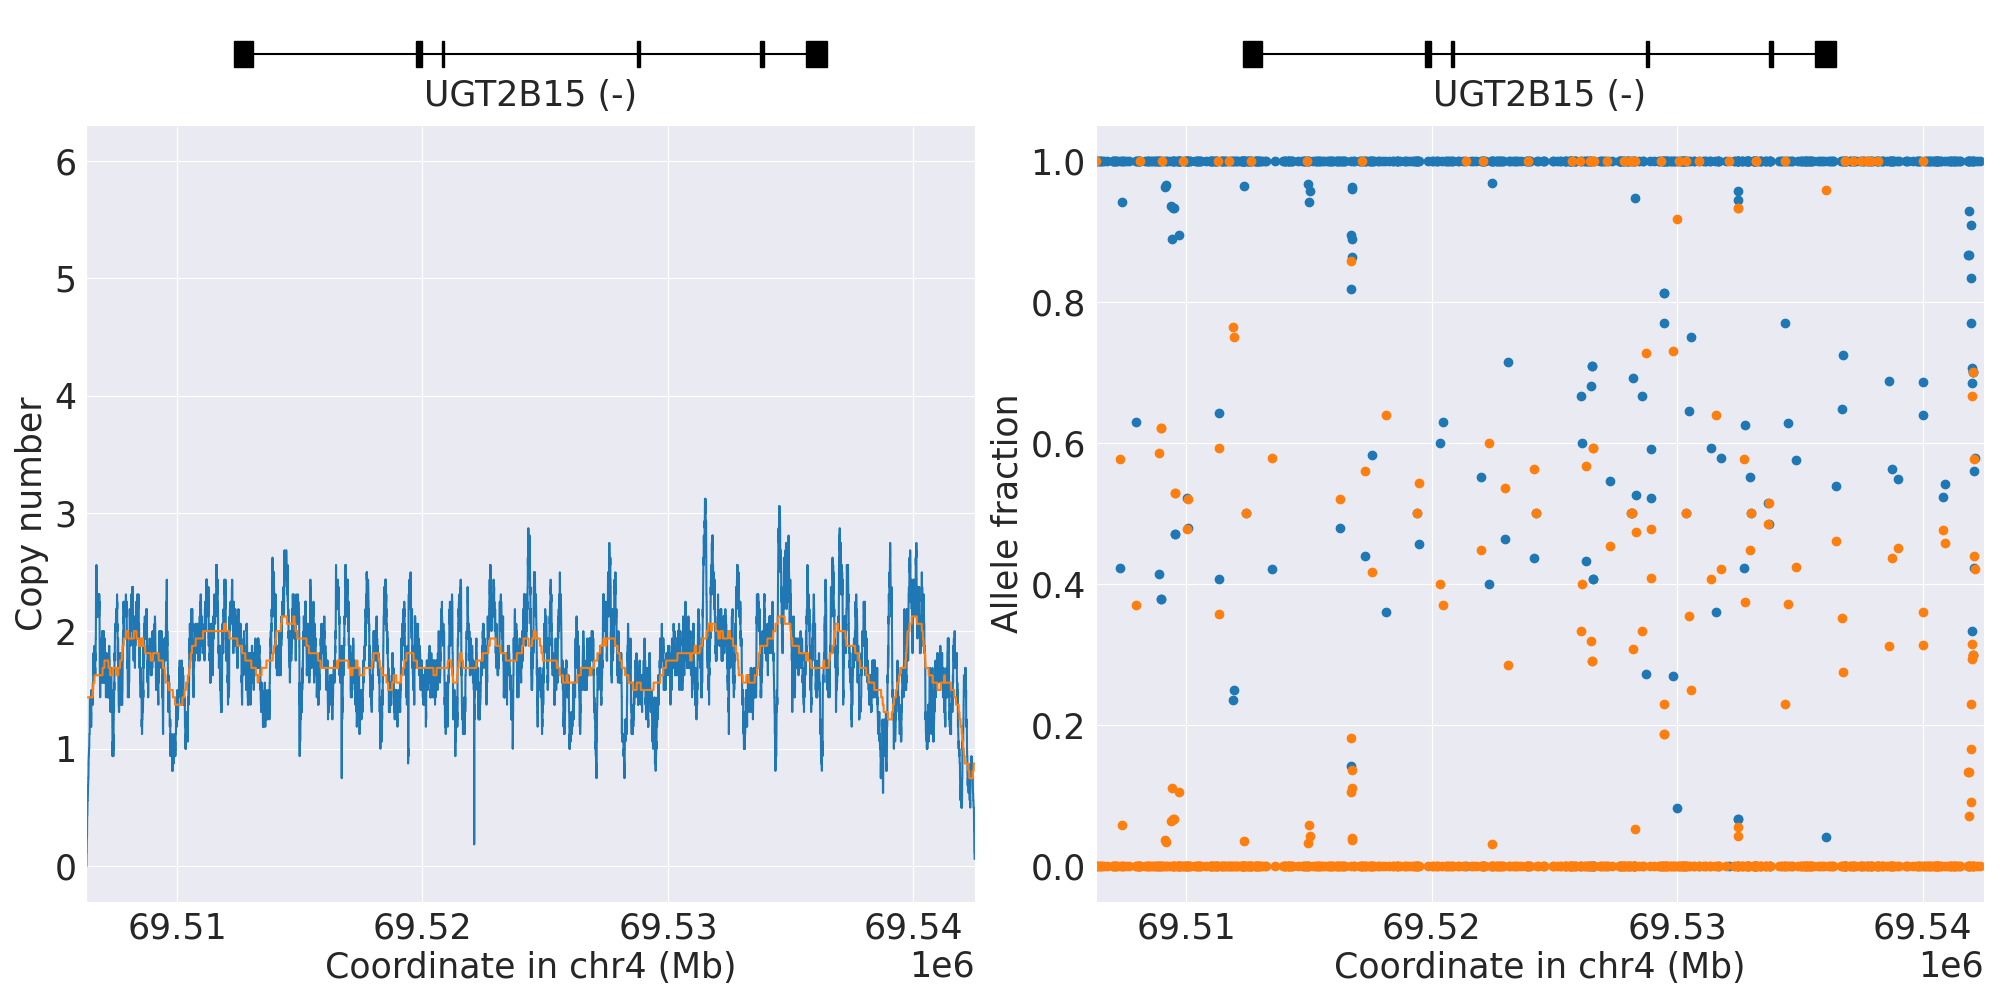 UGT2B15 (-)
Copy number
6
5
4
3
2
1
0
69.51 69.52 69.53 69.54
Coordinate in chr4 (Mb)
1e6
UGT2B15 (-)
Allele fraction
1.0
0.8
0.6
0.4
0.2
0.0
69.51 69.52 69.53 69.54
Coordinate in chr4 (Mb)
1e6